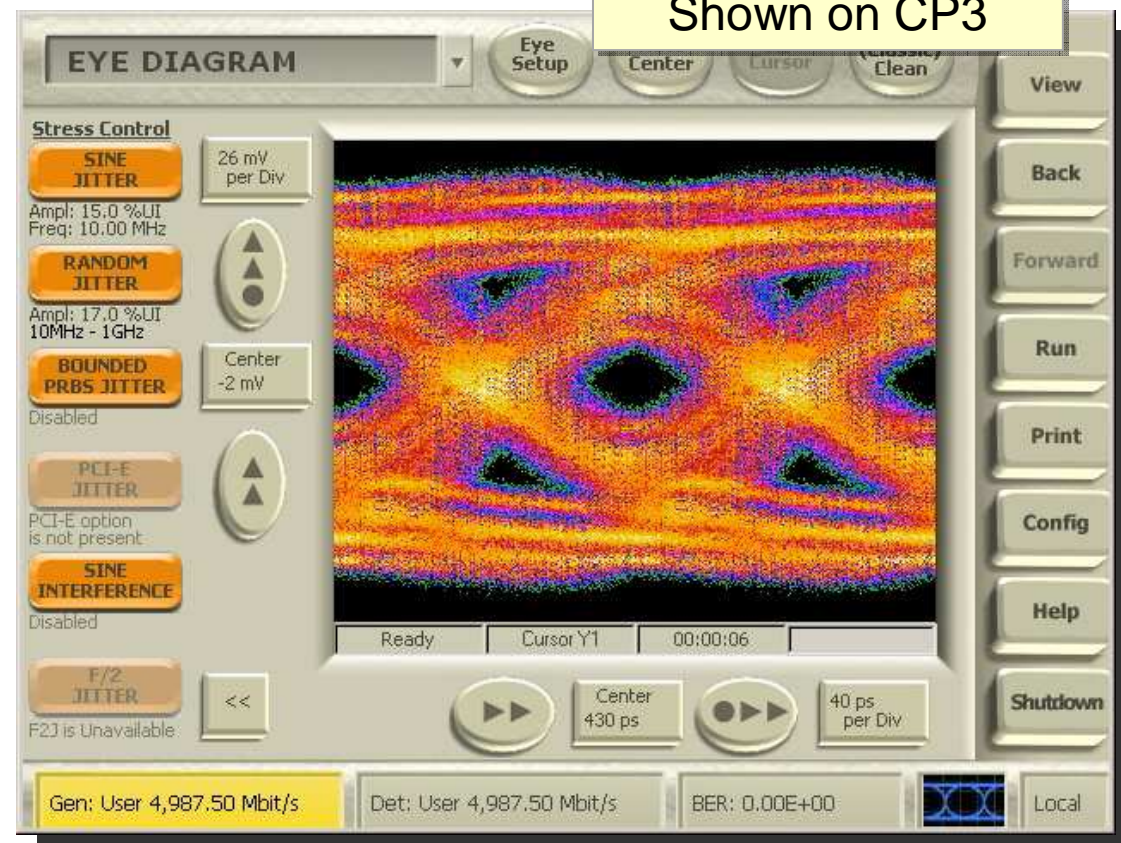 Shown on CP3
EYE DIAGRAM
Eye
Setup
Center
Cursor
(Classic)
Clean
View
Back
Forward
Run
Print
Config
Help
Shutdown
Stress Control
SINE
JITTER
Ampl: 15.0 %UI
Freq: 10.00 MHz
RANDOM
JITTER
Ampl: 17.0 %UI
10MHz - 1GHz
BOUNDED
PRBS JITTER
Disabled
PCI-E
JITTER
PCI-E option
is not present
SINE
INTERFERENCE
Disabled
F/2
JITTER
F2J is Unavailable
26 mV
per Div
Center
-2 mV
<<
Ready
Cursor Y1
00:00:06
Center
430 ps
40 ps
per Div
Gen: User 4,987.50 Mbit/s
Det: User 4,987.50 Mbit/s
BER: 0.00E+00
Local